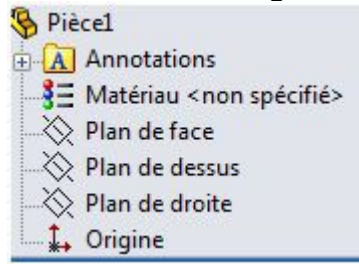 Pièce1
Annotations
Matériau <non spécifié>
Plan de face
Plan de dessus
Plan de droite
Origine